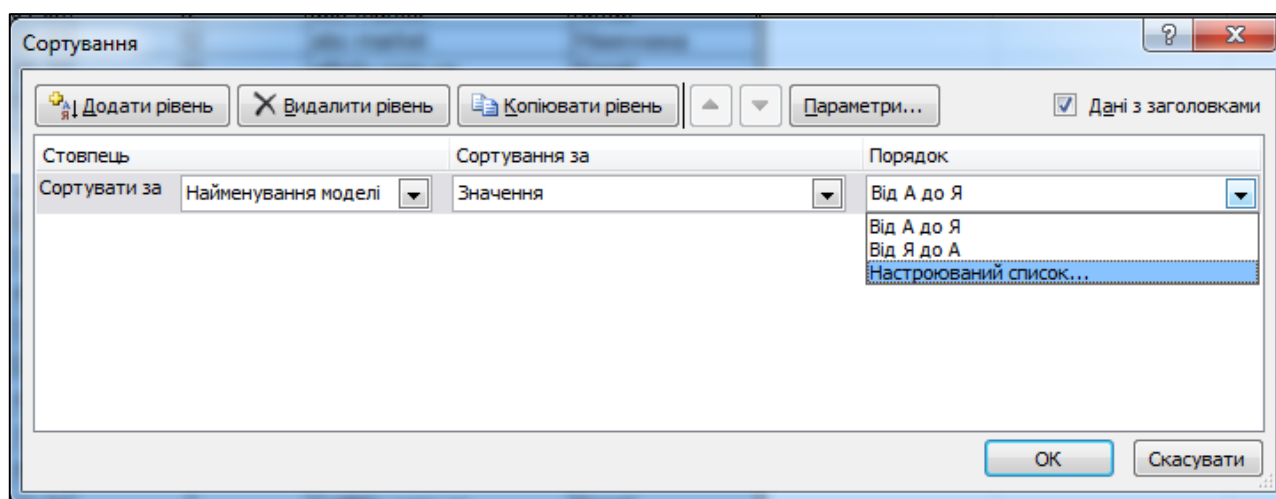 Сортування
Додати рівень Видалити рівень Копіювати рівень Параметри... Дані з заголовками
Стовпець Сортування за Порядок
Сортувати за Найменування моделі Значення Від А до Я
Від А до Я
Від Я до А
Настроюваний список...
ОК Скасувати